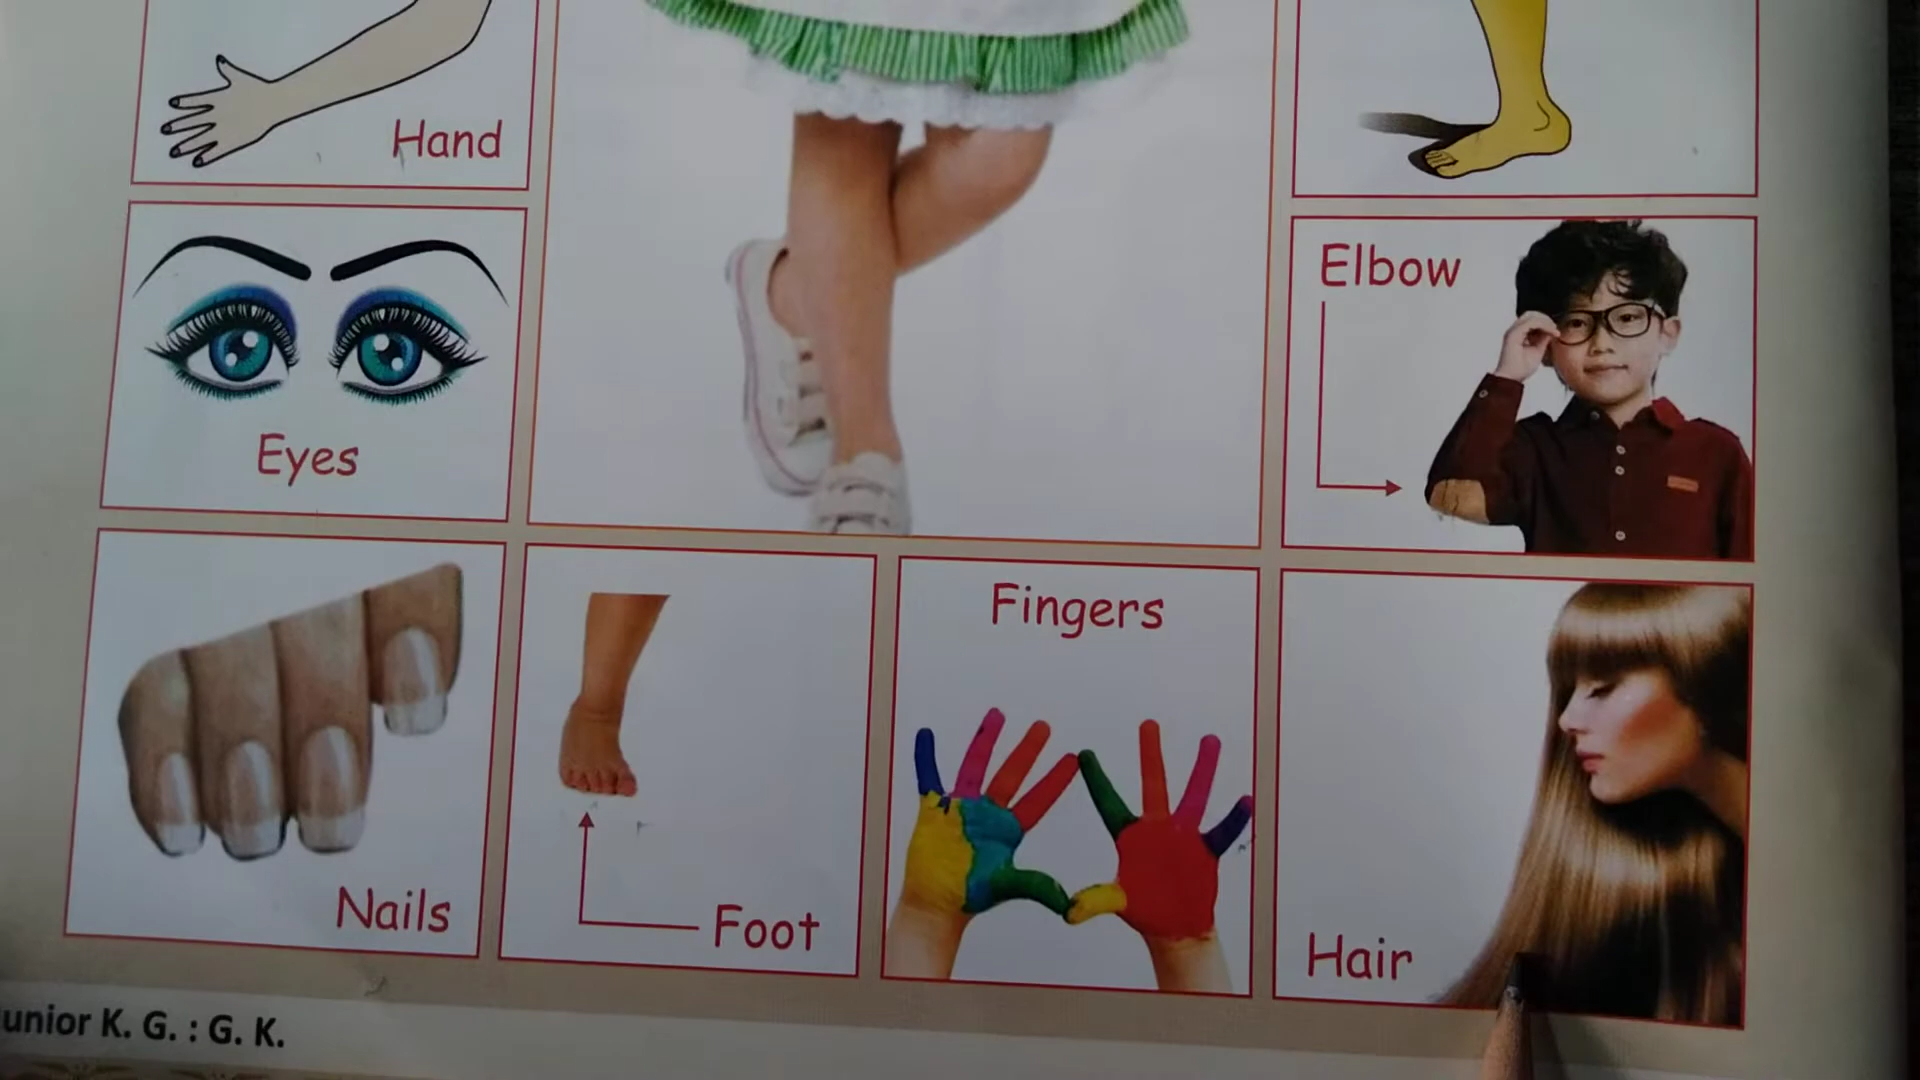 Hand
Eyes
Elbow
Nails
Foot
Fingers
Hair
unior K. G. : G. K.